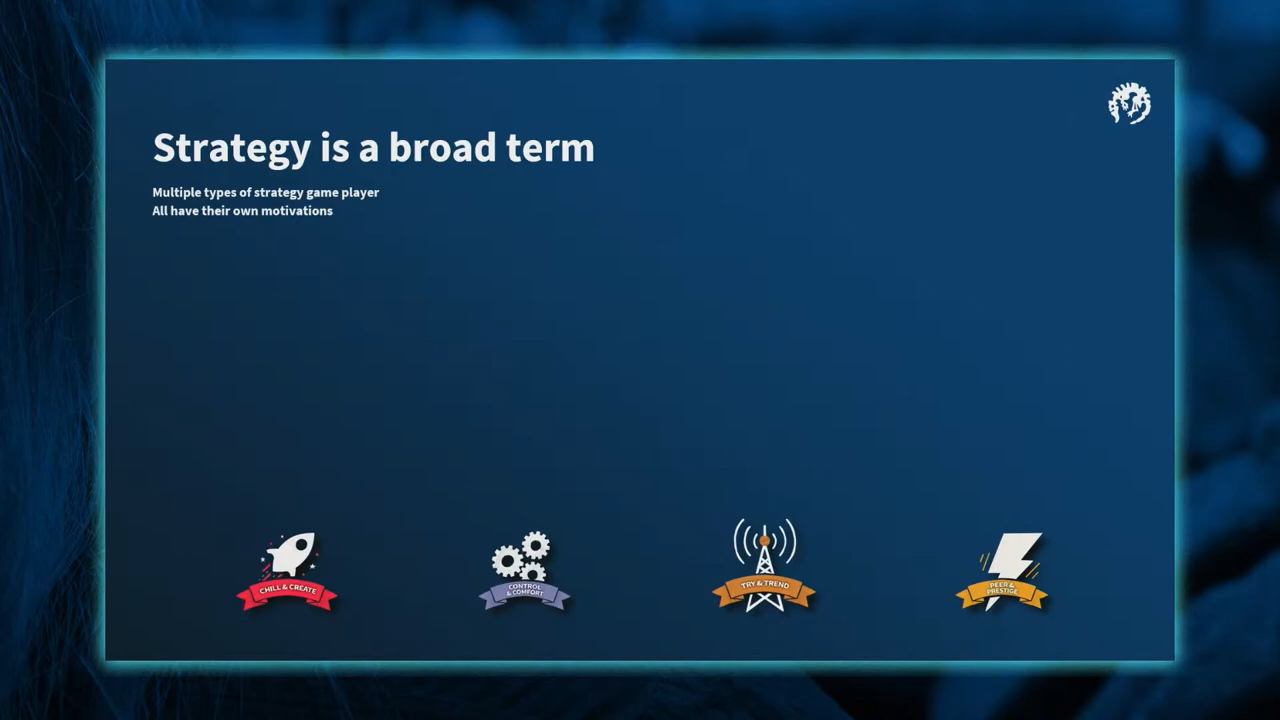 Strategy is a broad term
Multiple types of strategy game player
All have their own motivations
CHILL & CREATE
CONTROL
& COMFORT
TRY & TREND
PEER &
PRESTIGE